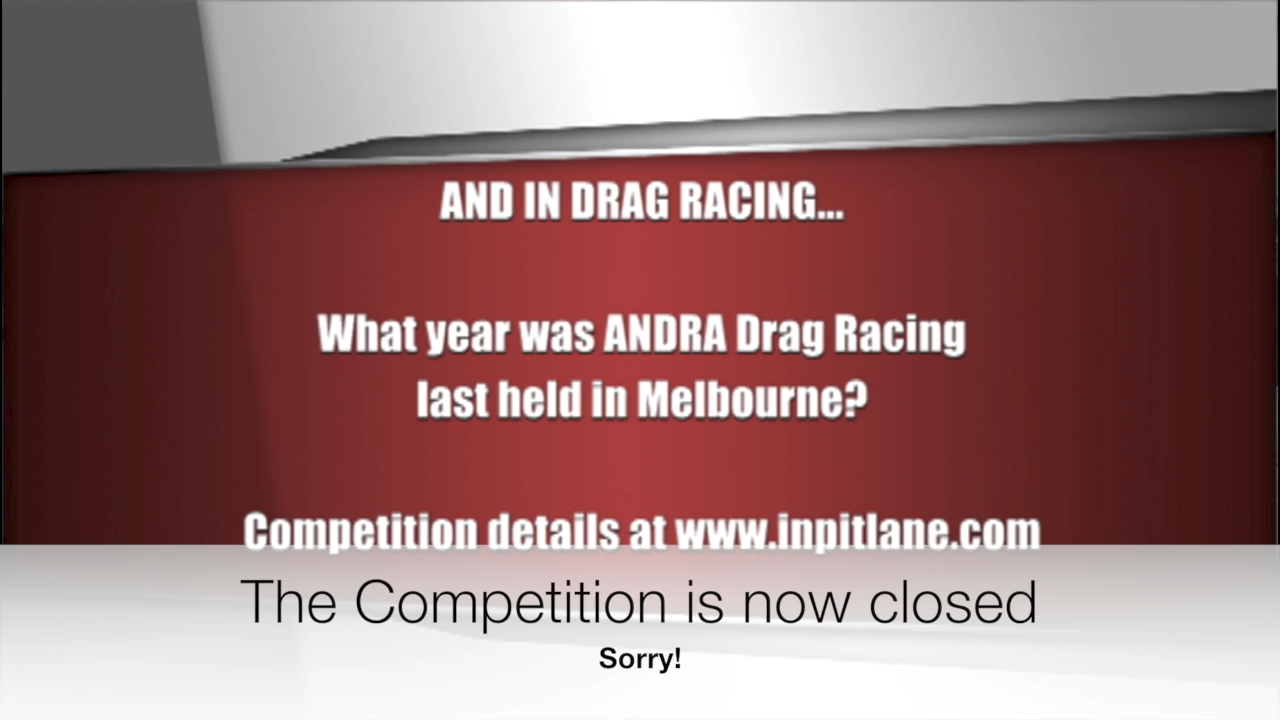 AND IN DRAG RACING...
What year was ANDRA Drag Racing
last held in Melbourne?
Competition details at www.inpitlane.com
The Competition is now closed
Sorry!